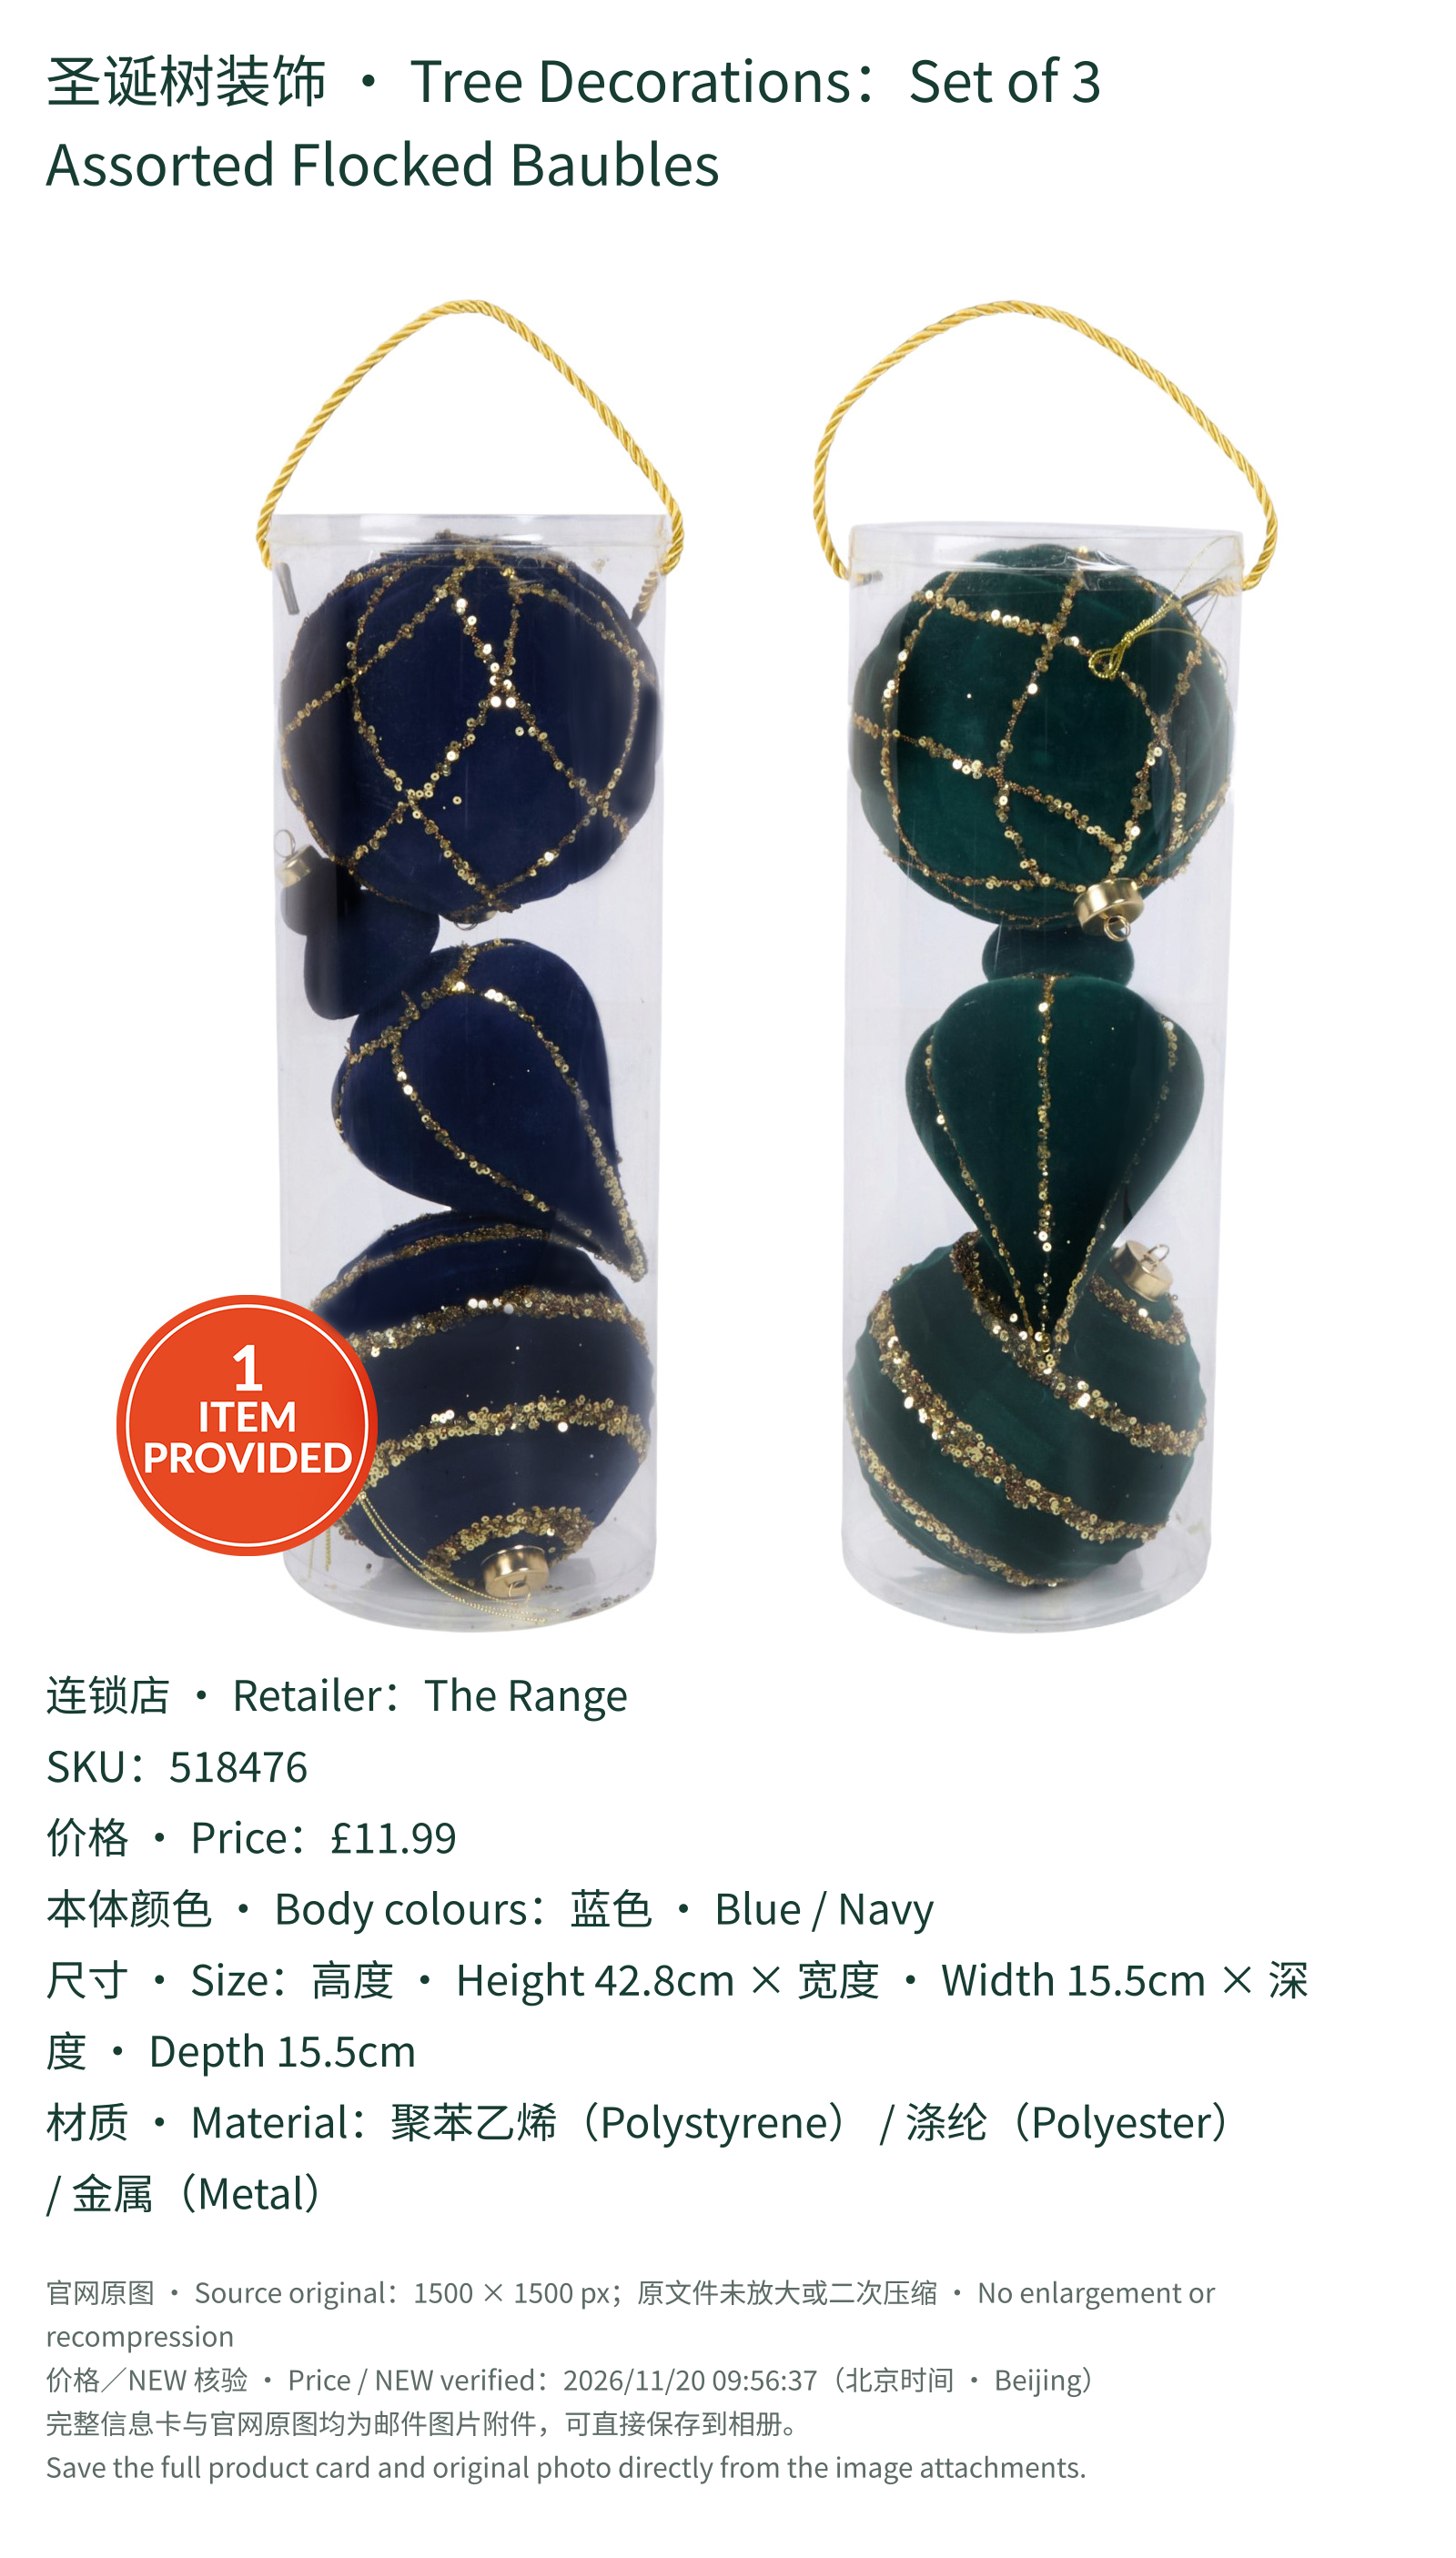 圣诞树装饰 · Tree Decorations：Set of 3
Assorted Flocked Baubles
1
ITEM
PROVIDED
连锁店 · Retailer：The Range
SKU：518476
价格 · Price：£11.99
本体颜色 · Body colours：蓝色 · Blue / Navy
尺寸 · Size：高度 · Height 42.8cm × 宽度 · Width 15.5cm × 深
度 · Depth 15.5cm
材质 · Material：聚苯乙烯（Polystyrene） / 涤纶（Polyester）
/ 金属（Metal）
官网原图 · Source original：1500 × 1500 px；原文件未放大或二次压缩 · No enlargement or
recompression
价格／NEW 核验 · Price / NEW verified：2026/11/20 09:56:37（北京时间 · Beijing）
完整信息卡与官网原图均为邮件图片附件，可直接保存到相册。
Save the full product card and original photo directly from the image attachments.